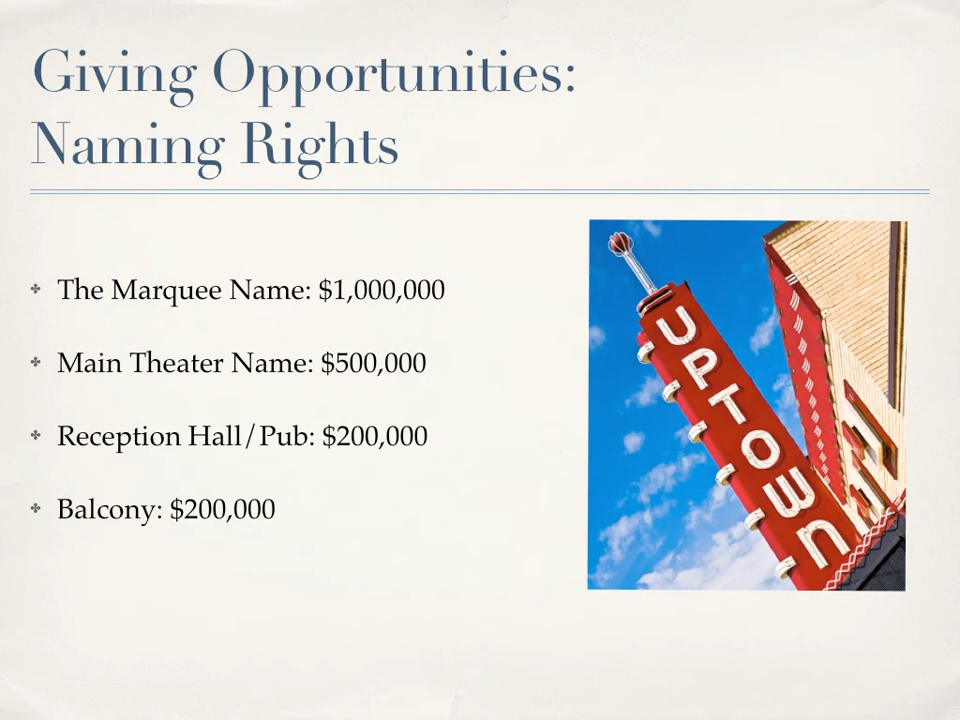 Giving Opportunities:
Naming Rights
The Marquee Name: $1,000,000
Main Theater Name: $500,000
Reception Hall/Pub: $200,000
Balcony: $200,000
UPTOWN